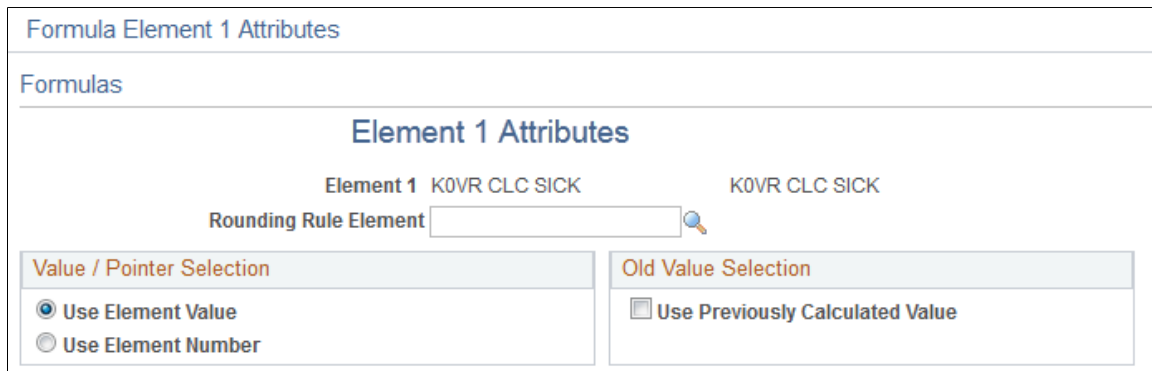 Formula Element 1 Attributes
Formulas
Element 1 Attributes
Element 1 K0VR CLC SICK K0VR CLC SICK
Rounding Rule Element
Value / Pointer Selection
Use Element Value
Use Element Number
Old Value Selection
Use Previously Calculated Value